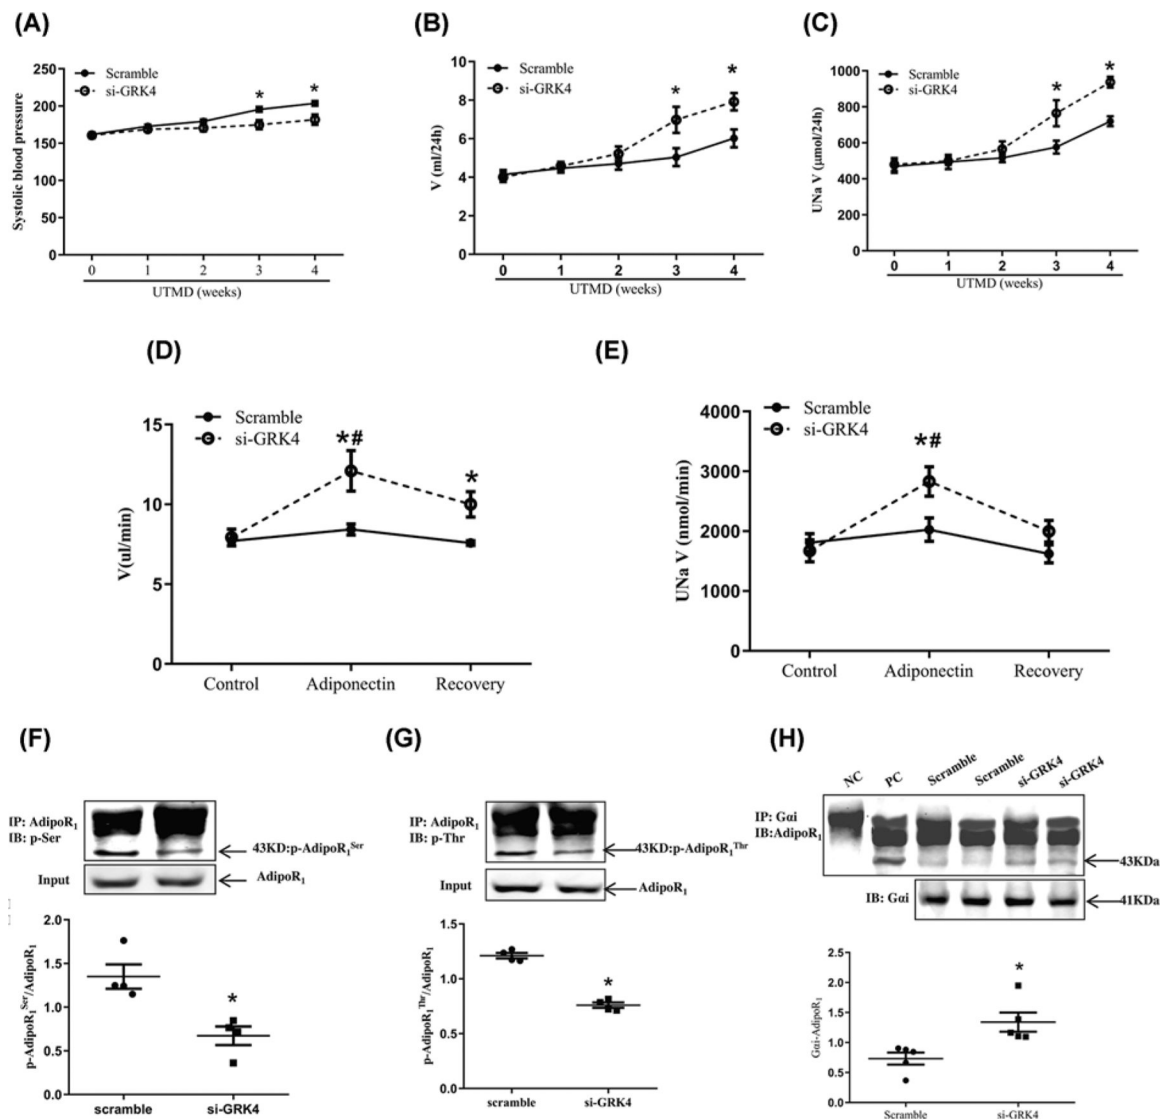 (A)
Scramble
si-GRK4
Systolic blood pressure
250
200
150
100
50
0
* *
0 1 2 3 4
UTMD (weeks)
(B)
Scramble
si-GRK4
V (ml/24h)
10
8
6
4
2
0
* *
0 1 2 3 4
UTMD (weeks)
(C)
Scramble
si-GRK4
UNa V (μmol/24h)
1000
800
600
400
200
0
* *
0 1 2 3 4
UTMD (weeks)
(D)
Scramble
si-GRK4
V(ul/min)
15
10
5
0
*#
*
Control Adiponectin Recovery
(E)
Scramble
si-GRK4
UNa V (nmol/min)
4000
3000
2000
1000
0
*#
Control Adiponectin Recovery
(F)
IP: AdipoR1
IB: p-Ser
43KD:p-AdipoR1Ser
Input
AdipoR1
p-AdipoR1Ser/AdipoR1
2.0
1.5
1.0
0.5
0.0
*
scramble si-GRK4
(G)
IP: AdipoR1
IB: p-Thr
43KD:p-AdipoR1Thr
Input
AdipoR1
p-AdipoR1Thr/AdipoR1
1.5
1.0
0.5
0.0
*
scramble si-GRK4
(H)
NC PC Scramble Scramble si-GRK4 si-GRK4
IP: Gαi
IB:AdipoR1
43KDa
IB: Gαi
41KDa
Gαi-AdipoR1
2.5
2.0
1.5
1.0
0.5
0.0
*
Scramble si-GRK4